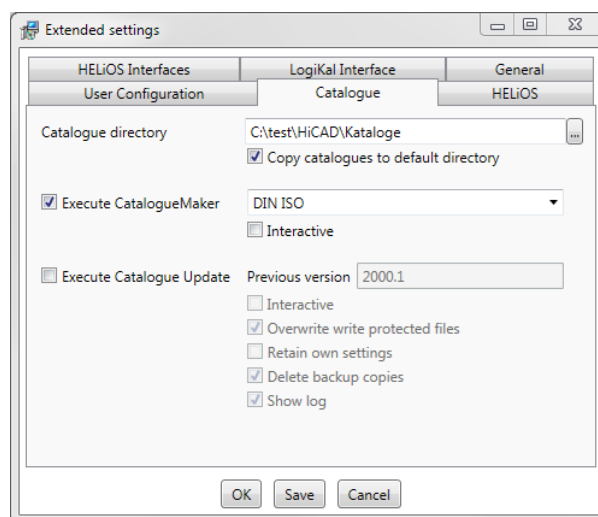 Extended settings
HELiOS Interfaces LogiKal Interface General
User Configuration Catalogue HELiOS
Catalogue directory C:\test\HiCAD\Kataloge ...
Copy catalogues to default directory
Execute CatalogueMaker DIN ISO
Interactive
Execute Catalogue Update Previous version 2000.1
Interactive
Overwrite write protected files
Retain own settings
Delete backup copies
Show log
OK Save Cancel